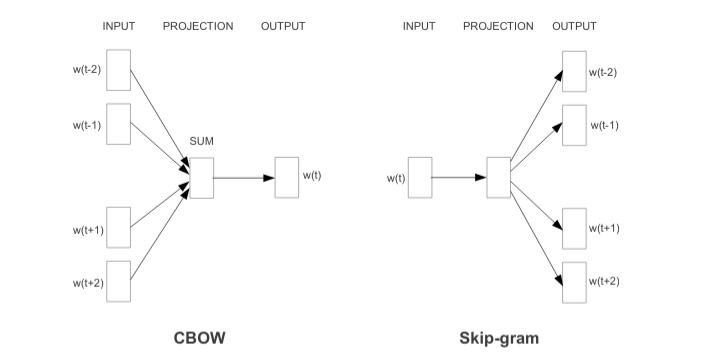 INPUT PROJECTION OUTPUT
w(t-2)
w(t-1)
SUM
w(t)
w(t+1)
w(t+2)
CBOW
INPUT PROJECTION OUTPUT
w(t-2)
w(t-1)
w(t)
w(t+1)
w(t+2)
Skip-gram